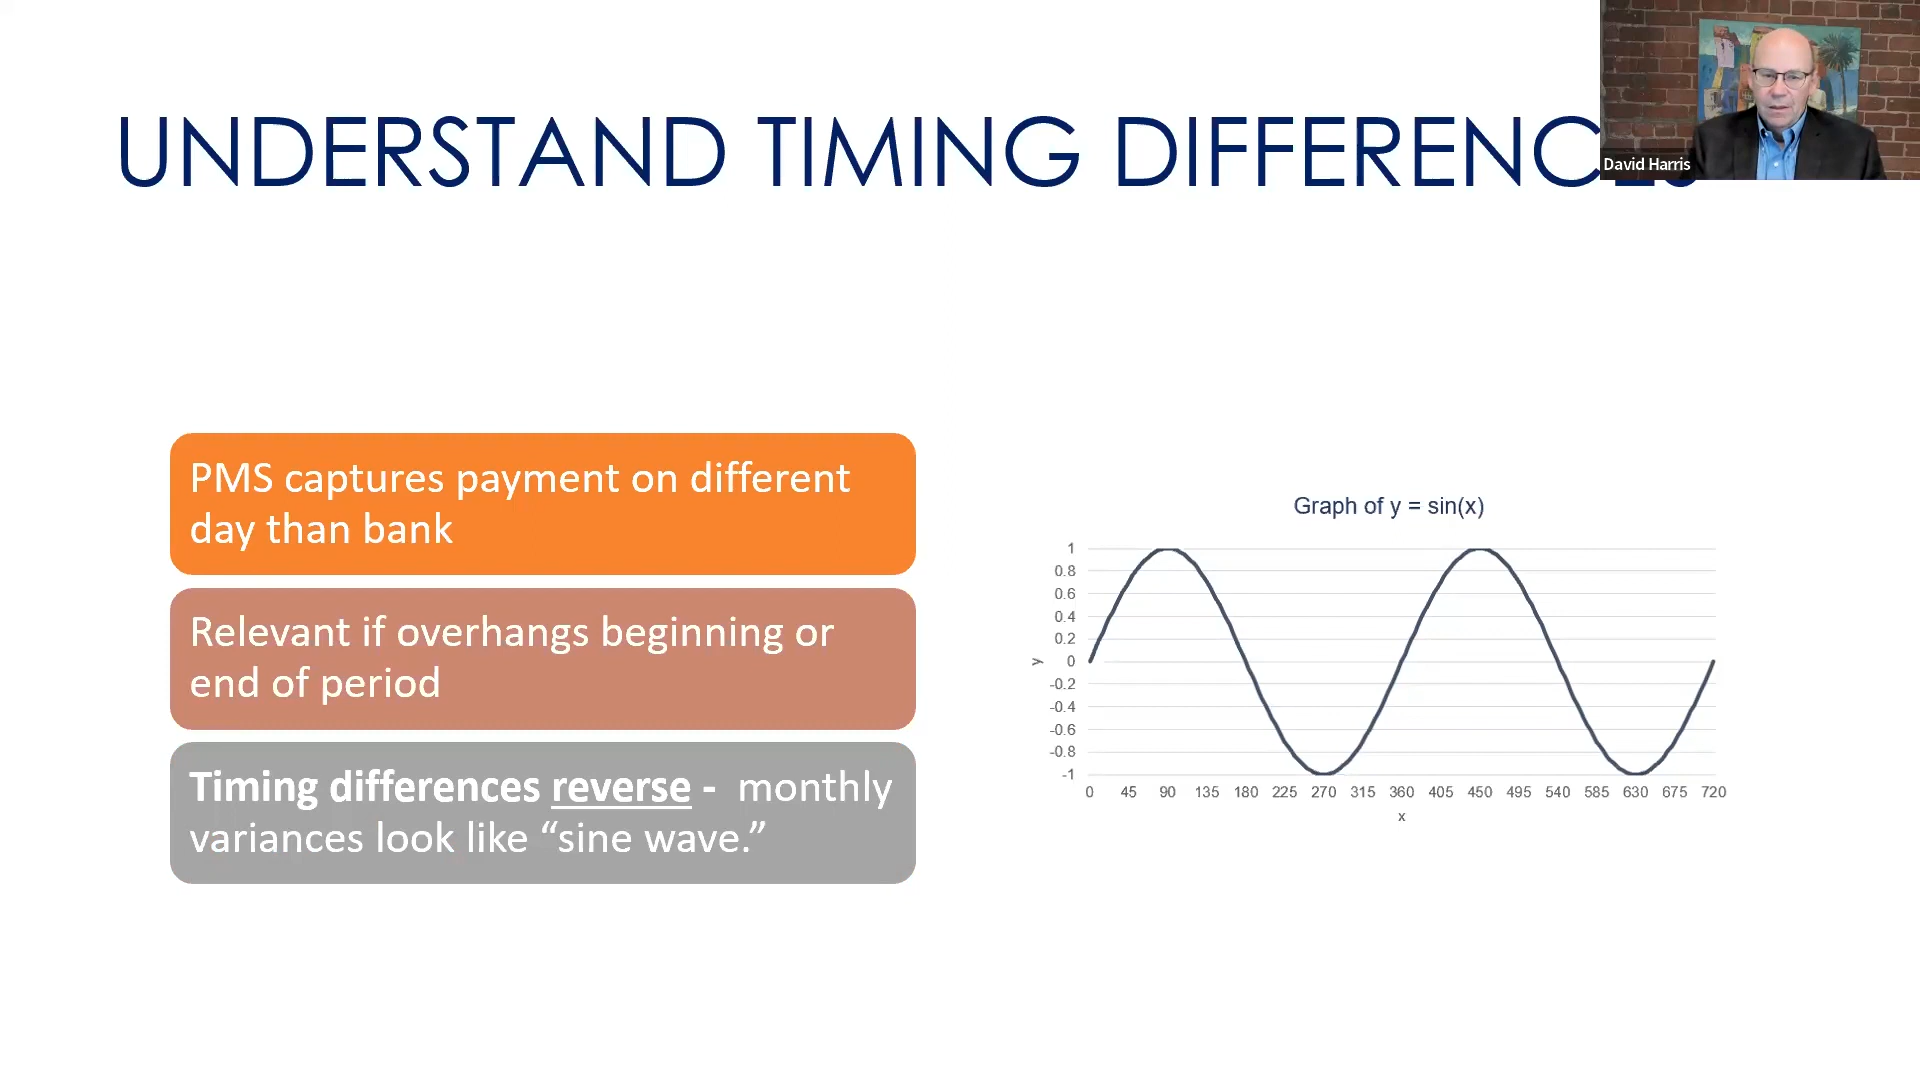 UNDERSTAND TIMING DIFFERENC
David Harris
PMS captures payment on different
day than bank
Relevant if overhangs beginning or
end of period
Timing differences reverse - monthly
variances look like “sine wave.”
Graph of y = sin(x)
1
0.8
0.6
0.4
0.2
0
-0.2
-0.4
-0.6
-0.8
-1
y
0 45 90 135 180 225 270 315 360 405 450 495 540 585 630 675 720
x